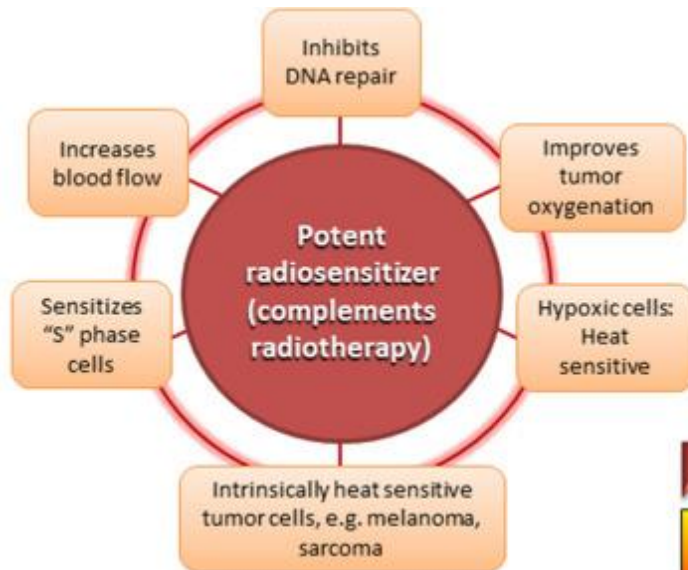 Inhibits
DNA repair
Increases
blood flow
Improves
tumor
oxygenation
Potent
radiosensitizer
(complements
radiotherapy)
Sensitizes
“S” phase
cells
Hypoxic cells:
Heat
sensitive
Intrinsically heat sensitive
tumor cells, e.g. melanoma,
sarcoma